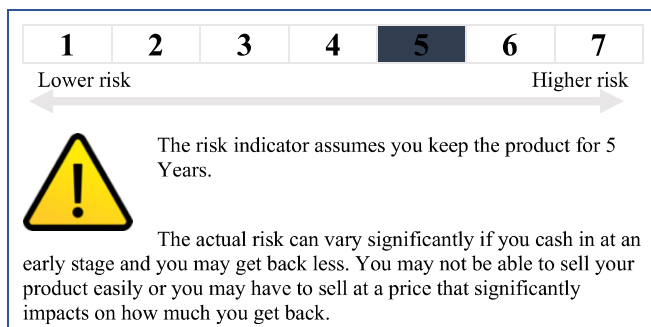 1 2 3 4 5 6 7
Lower risk Higher risk
The risk indicator assumes you keep the product for 5
Years.
The actual risk can vary significantly if you cash in at an
early stage and you may get back less. You may not be able to sell your
product easily or you may have to sell at a price that significantly
impacts on how much you get back.